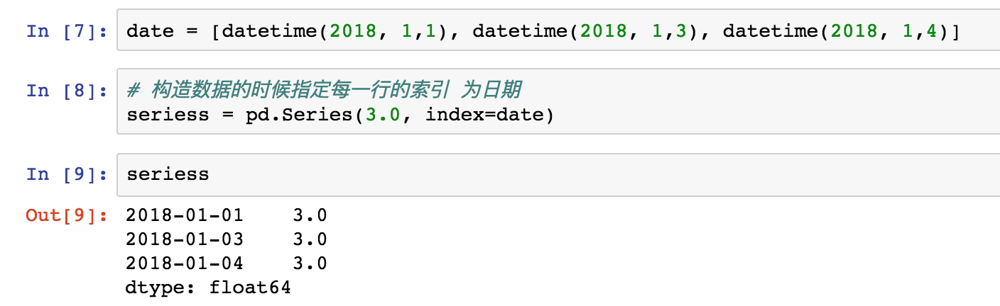 In [7]: date = [datetime(2018, 1,1), datetime(2018, 1,3), datetime(2018, 1,4)]
In [8]: # 构造数据的时候指定每一行的索引 为日期
seriess = pd.Series(3.0, index=date)
In [9]: seriess
Out[9]: 2018-01-01    3.0
2018-01-03    3.0
2018-01-04    3.0
dtype: float64